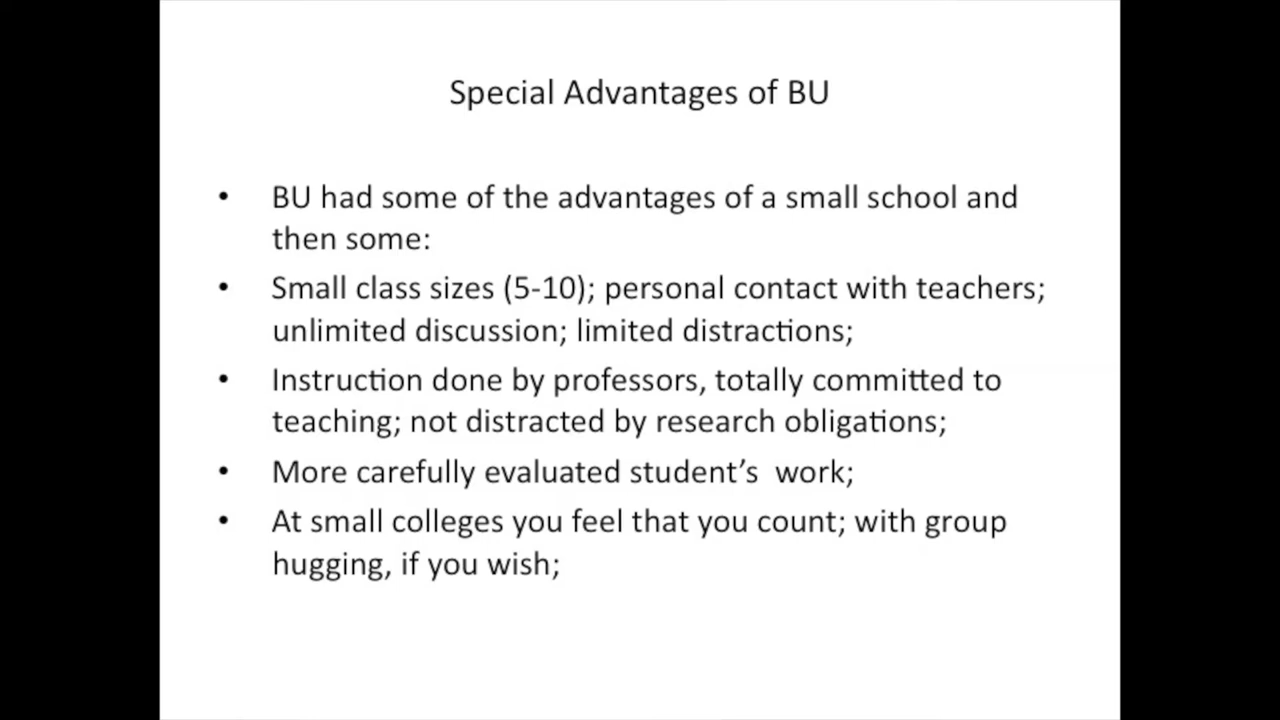 Special Advantages of BU
• BU had some of the advantages of a small school and
then some:
• Small class sizes (5-10); personal contact with teachers;
unlimited discussion; limited distractions;
• Instruction done by professors, totally committed to
teaching; not distracted by research obligations;
• More carefully evaluated student’s  work;
• At small colleges you feel that you count; with group
hugging, if you wish;